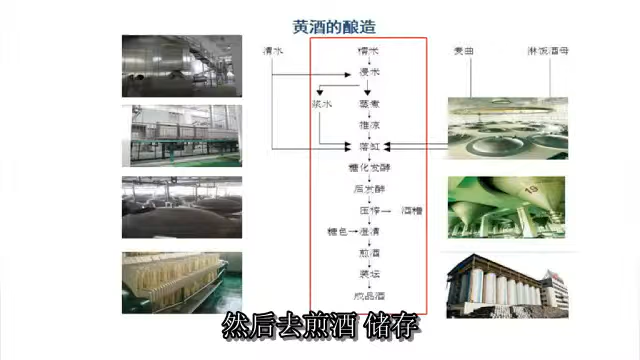 黄酒的酿造
清水
糯米
麦曲
淋饭酒母
浸米
浆水
蒸煮
摊凉
落缸
糖化发酵
后发酵
压榨
酒糟
糖色
澄清
煎酒
装坛
成品酒
19
然后去煎酒 储存